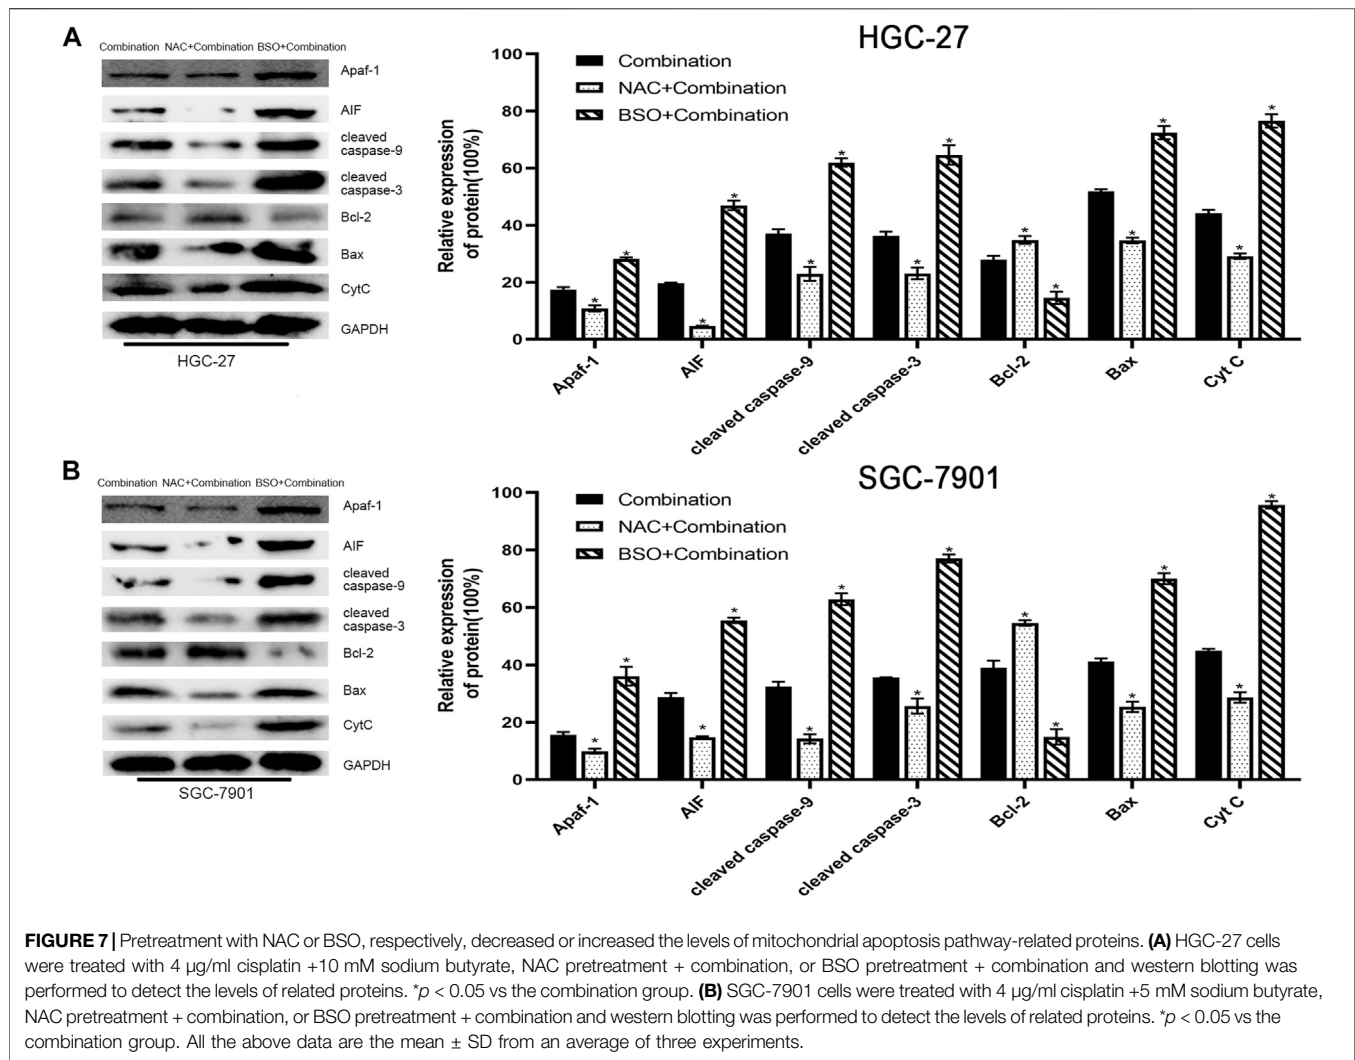 A
Combination NAC+Combination BSO+Combination
Apaf-1
AIF
cleaved
caspase-9
cleaved
caspase-3
Bcl-2
Bax
CytC
GAPDH
HGC-27
HGC-27
Combination
NAC+Combination
BSO+Combination
Relative expression
of protein(100%)
100
80
60
40
20
0
* * * * * * * * * * * * * *
Apaf-1 AIF cleaved caspase-9 cleaved caspase-3 Bcl-2 Bax Cyt C
B
Combination NAC+Combination BSO+Combination
Apaf-1
AIF
cleaved
caspase-9
cleaved
caspase-3
Bcl-2
Bax
CytC
GAPDH
SGC-7901
SGC-7901
Combination
NAC+Combination
BSO+Combination
Relative expression
of protein(100%)
100
80
60
40
20
0
* * * * * * * * * * * * * *
Apaf-1 AIF cleaved caspase-9 cleaved caspase-3 Bcl-2 Bax Cyt C
FIGURE 7 | Pretreatment with NAC or BSO, respectively, decreased or increased the levels of mitochondrial apoptosis pathway-related proteins. (A) HGC-27 cells
were treated with 4 μg/ml cisplatin +10 mM sodium butyrate, NAC pretreatment + combination, or BSO pretreatment + combination and western blotting was
performed to detect the levels of related proteins. *p < 0.05 vs the combination group. (B) SGC-7901 cells were treated with 4 μg/ml cisplatin +5 mM sodium butyrate,
NAC pretreatment + combination, or BSO pretreatment + combination and western blotting was performed to detect the levels of related proteins. *p < 0.05 vs the
combination group. All the above data are the mean ± SD from an average of three experiments.